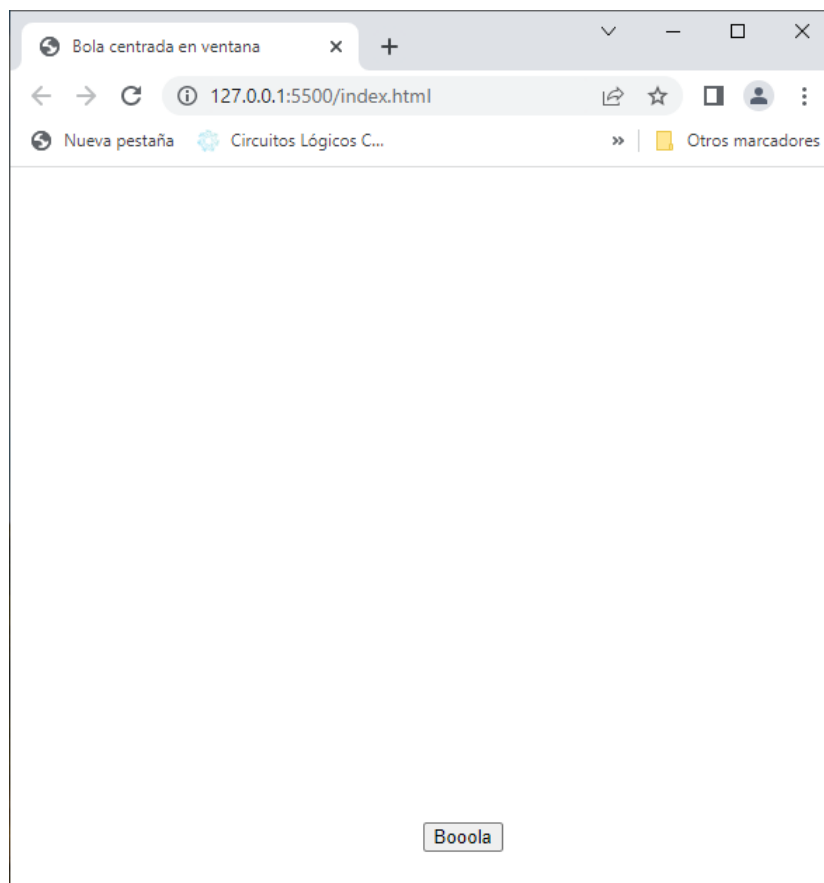 Bola centrada en ventana
127.0.0.1:5500/index.html
Nueva pestaña Circuitos Lógicos C... » Otros marcadores
Booola